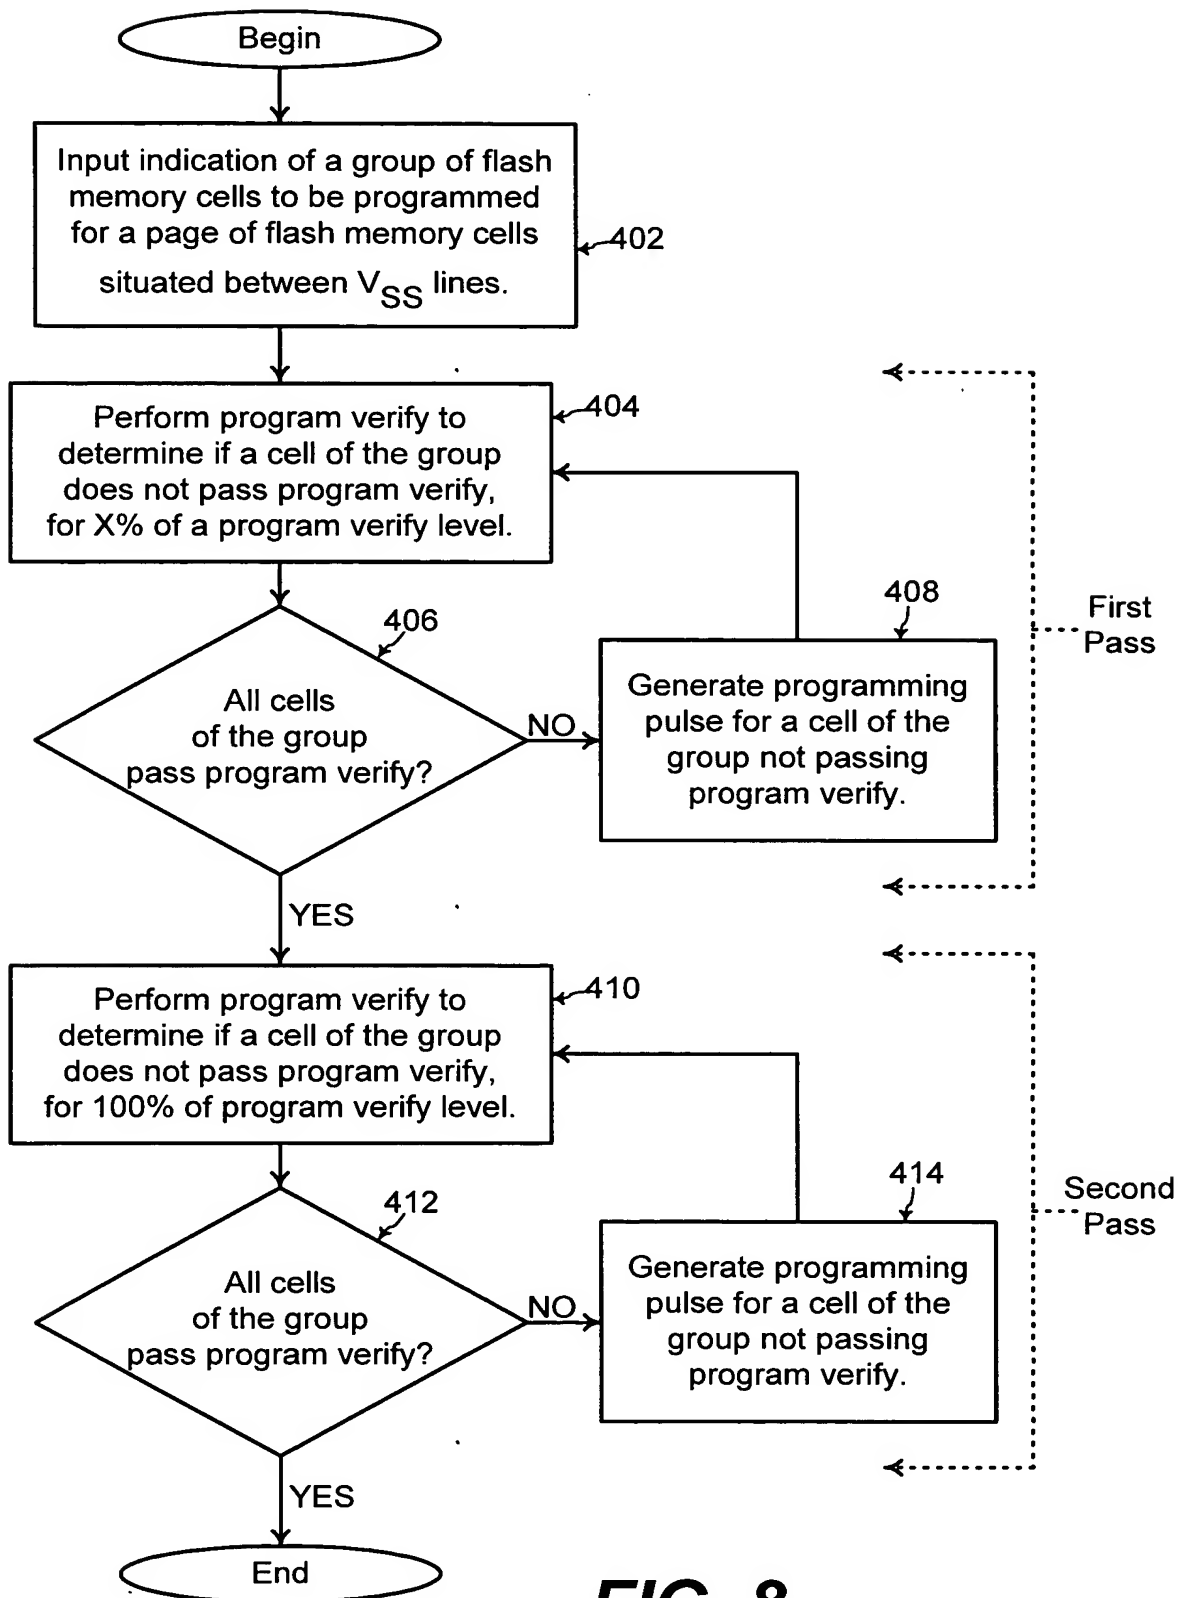 Begin
Input indication of a group of flash
memory cells to be programmed
for a page of flash memory cells
situated between VSS lines.
402
Perform program verify to
determine if a cell of the group
does not pass program verify,
for X% of a program verify level.
404
406
All cells
of the group
pass program verify?
NO
408
Generate programming
pulse for a cell of the
group not passing
program verify.
First
Pass
YES
Perform program verify to
determine if a cell of the group
does not pass program verify,
for 100% of program verify level.
410
412
All cells
of the group
pass program verify?
NO
414
Generate programming
pulse for a cell of the
group not passing
program verify.
Second
Pass
YES
End
FIG. 8